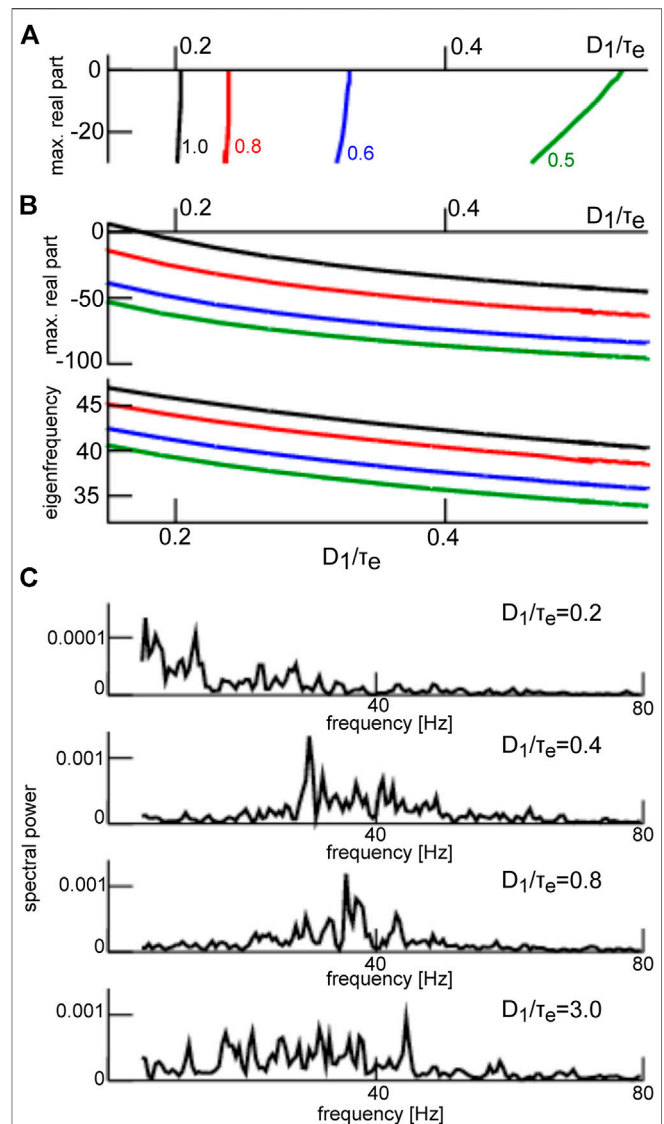 A
0.2
0.4
D1/τe
max. real part
0
-20
1.0
0.8
0.6
0.5
B
0.2
0.4
D1/τe
max. real part
0
-50
-100
eigenfrequency
45
40
35
0.2
0.4
D1/τe
C
D1/τe=0.2
0.0001
0
40
80
frequency [Hz]
D1/τe=0.4
0.001
0
40
80
frequency [Hz]
spectral power
D1/τe=0.8
0.001
0
40
80
frequency [Hz]
D1/τe=3.0
0.001
0
40
80
frequency [Hz]